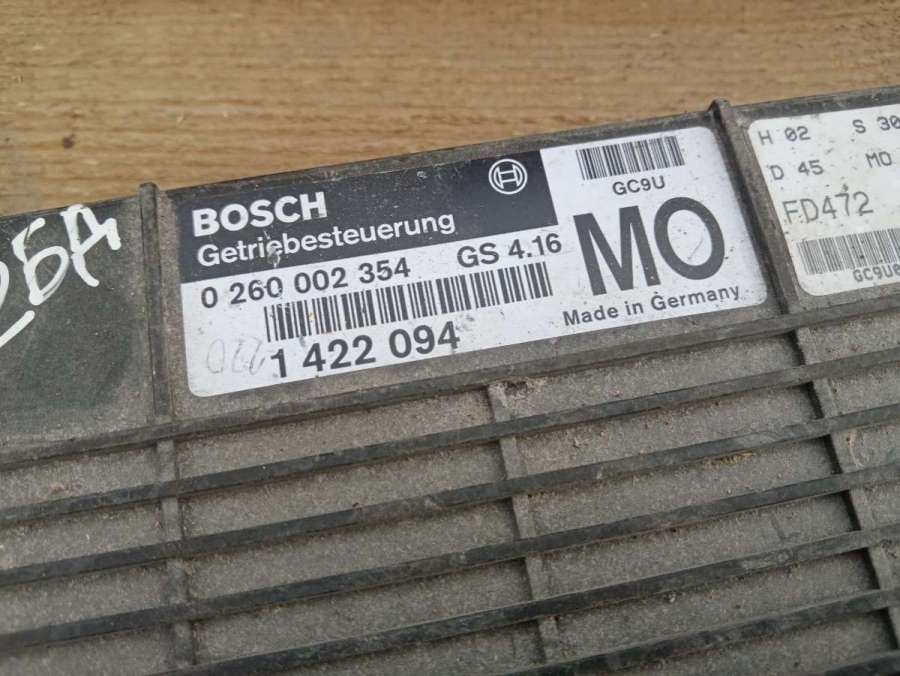 BOSCH
Getriebesteuerung
0 260 002 354 GS 4.16
1 422 094
GC9U
MO
Made in Germany
H 02 S 30
D 45 MO
FD472
GC9U0